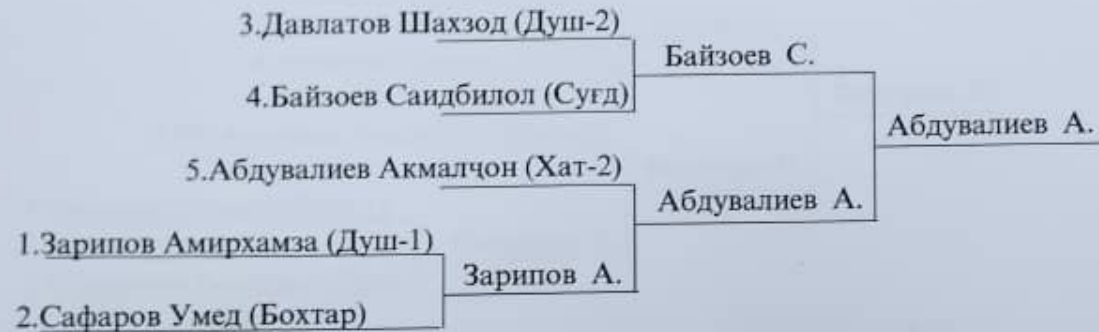 3.Давлатов Шахзод (Душ-2)
Байзоев С.
4.Байзоев Саидбилол (Суғд)
Абдувалиев А.
5.Абдувалиев Акмалҷон (Хат-2)
Абдувалиев А.
1.Зарипов Амирхамза (Душ-1)
Зарипов А.
2.Сафаров Умед (Бохтар)